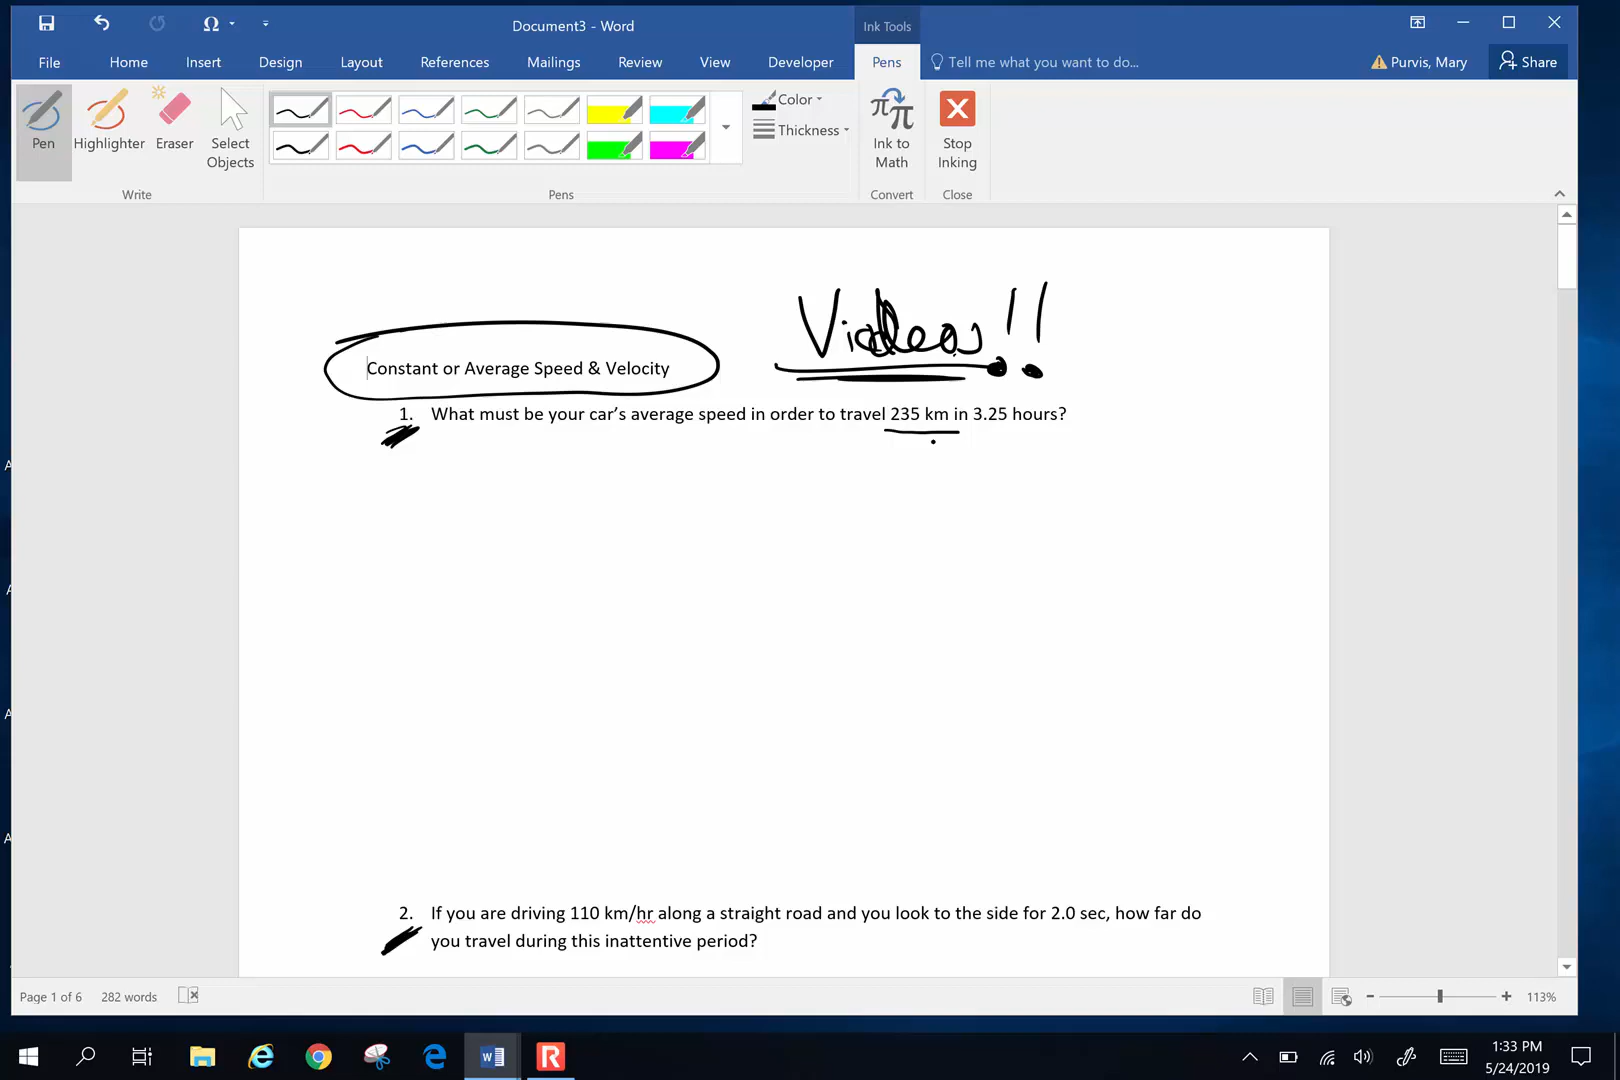 Document3 - Word
Ink Tools
File Home Insert Design Layout References Mailings Review View Developer Pens Tell me what you want to do... Purvis, Mary Share
Pen Highlighter Eraser Select Objects
Color
Thickness
Ink to Math
Stop Inking
Write Pens Convert Close
Videos!!
Constant or Average Speed & Velocity
1. What must be your car’s average speed in order to travel 235 km in 3.25 hours?
2. If you are driving 110 km/hr along a straight road and you look to the side for 2.0 sec, how far do
you travel during this inattentive period?
Page 1 of 6 282 words 113%
1:33 PM
5/24/2019